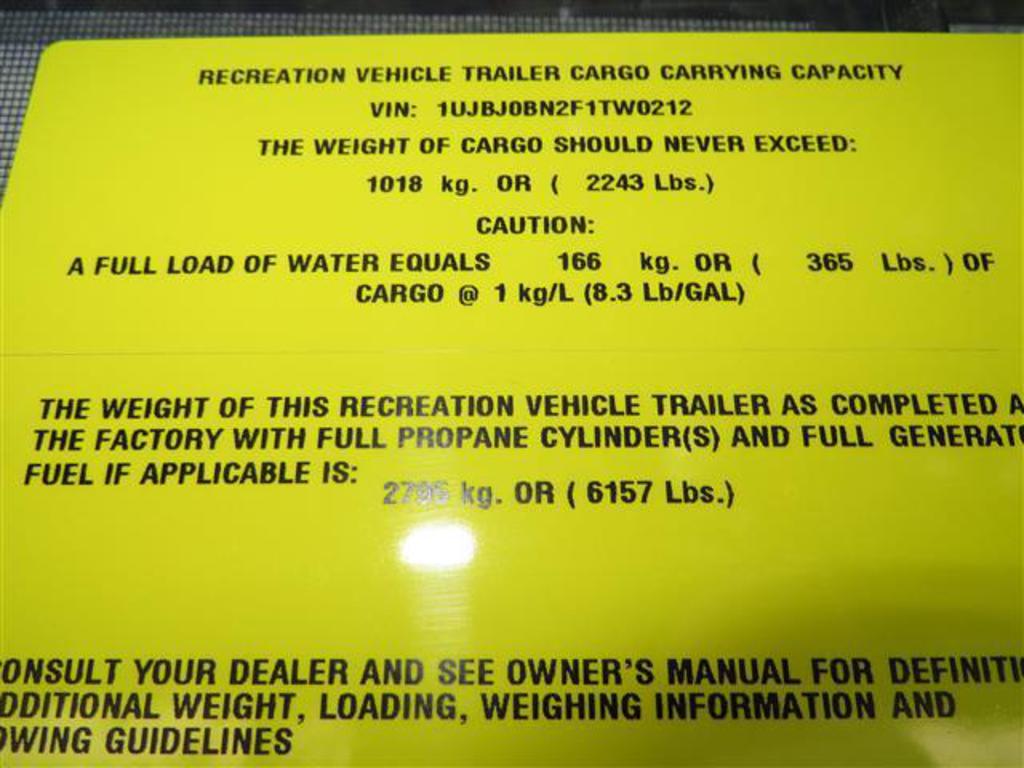 RECREATION VEHICLE TRAILER CARGO CARRYING CAPACITY
VIN: 1UJBJ0BN2F1TW0212
THE WEIGHT OF CARGO SHOULD NEVER EXCEED:
1018 kg. OR ( 2243 Lbs.)
CAUTION:
A FULL LOAD OF WATER EQUALS 166 kg. OR ( 365 Lbs. ) OF
CARGO @ 1 kg/L (8.3 Lb/GAL)
THE WEIGHT OF THIS RECREATION VEHICLE TRAILER AS COMPLETED A
THE FACTORY WITH FULL PROPANE CYLINDER(S) AND FULL GENERATO
FUEL IF APPLICABLE IS:
kg. OR ( 6157 Lbs.)
ONSULT YOUR DEALER AND SEE OWNER'S MANUAL FOR DEFINITI
DDITIONAL WEIGHT, LOADING, WEIGHING INFORMATION AND
OWING GUIDELINES